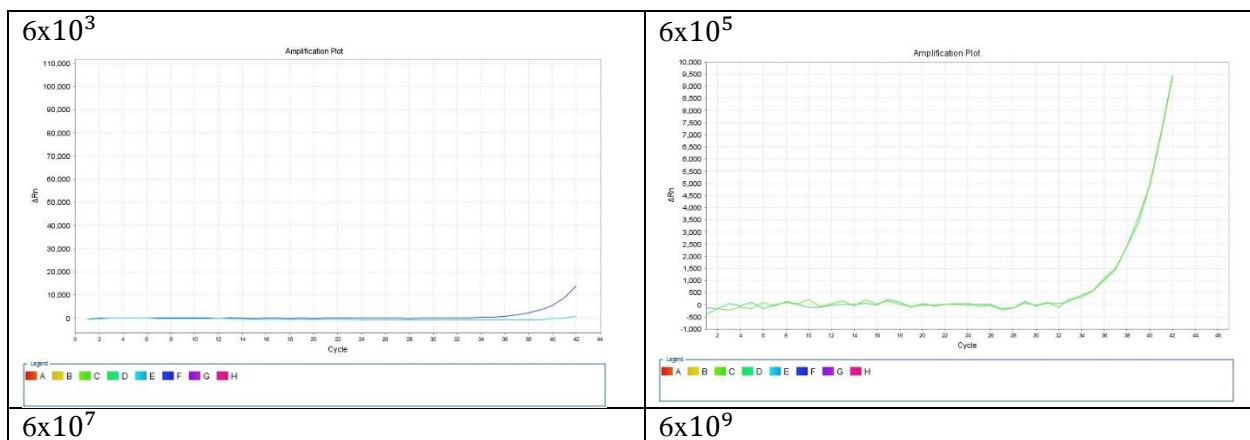 6x10³
Amplification Plot
110,000
100,000
90,000
80,000
70,000
60,000
50,000
40,000
30,000
20,000
10,000
0
ΔRn
0 2 4 6 8 10 12 14 16 18 20 22 24 26 28 30 32 34 36 38 40 42 44
Cycle
Legend
A B C D E F G H
6x10⁵
Amplification Plot
10,000
9,500
9,000
8,500
8,000
7,500
7,000
6,500
6,000
5,500
5,000
4,500
4,000
3,500
3,000
2,500
2,000
1,500
1,000
500
0
-500
-1,000
ΔRn
2 4 6 8 10 12 14 16 18 20 22 24 26 28 30 32 34 36 38 40 42 44 46
Cycle
Legend
A B C D E F G H
6x10⁷
6x10⁹